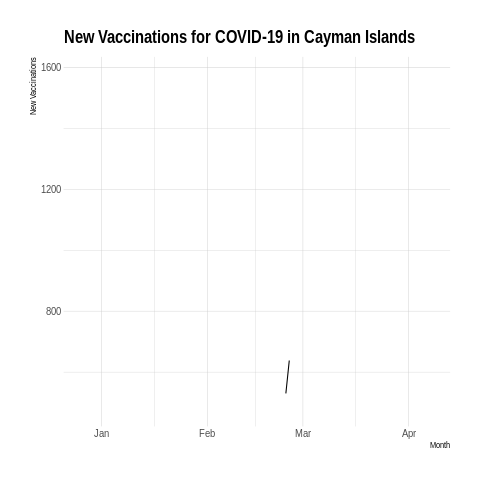 New Vaccinations for COVID-19 in Cayman Islands
New Vaccinations
1600
1200
800
Jan Feb Mar Apr
Month